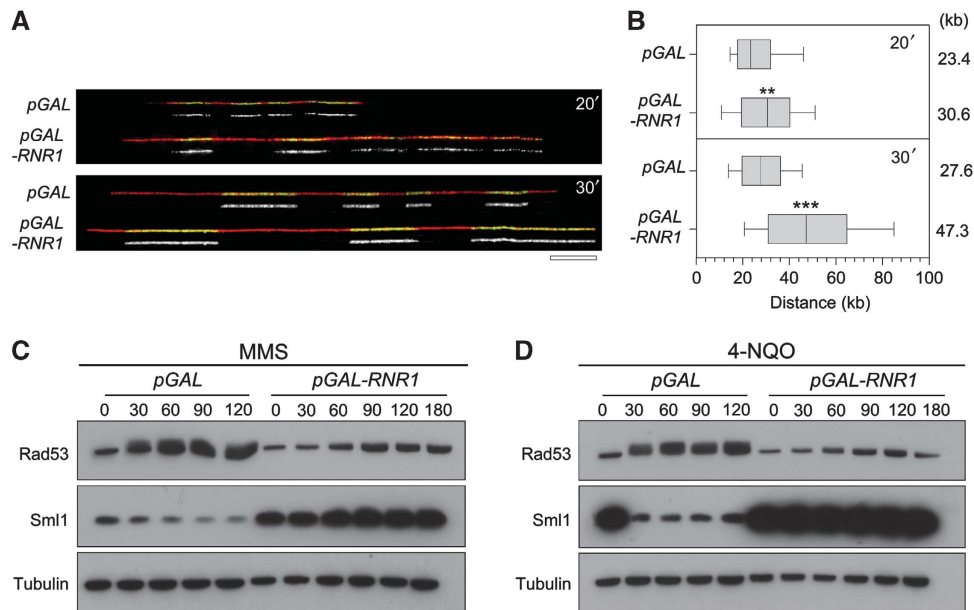 A
pGAL
20′
pGAL
-RNR1
pGAL
30′
pGAL
-RNR1
B
(kb)
pGAL
20′
23.4
pGAL
-RNR1
**
30.6
pGAL
30′
27.6
pGAL
-RNR1
***
47.3
0 20 40 60 80 100
Distance (kb)
C
MMS
pGAL pGAL-RNR1
0 30 60 90 120 0 30 60 90 120 180
Rad53
Sml1
Tubulin
D
4-NQO
pGAL pGAL-RNR1
0 30 60 90 120 0 30 60 90 120 180
Rad53
Sml1
Tubulin